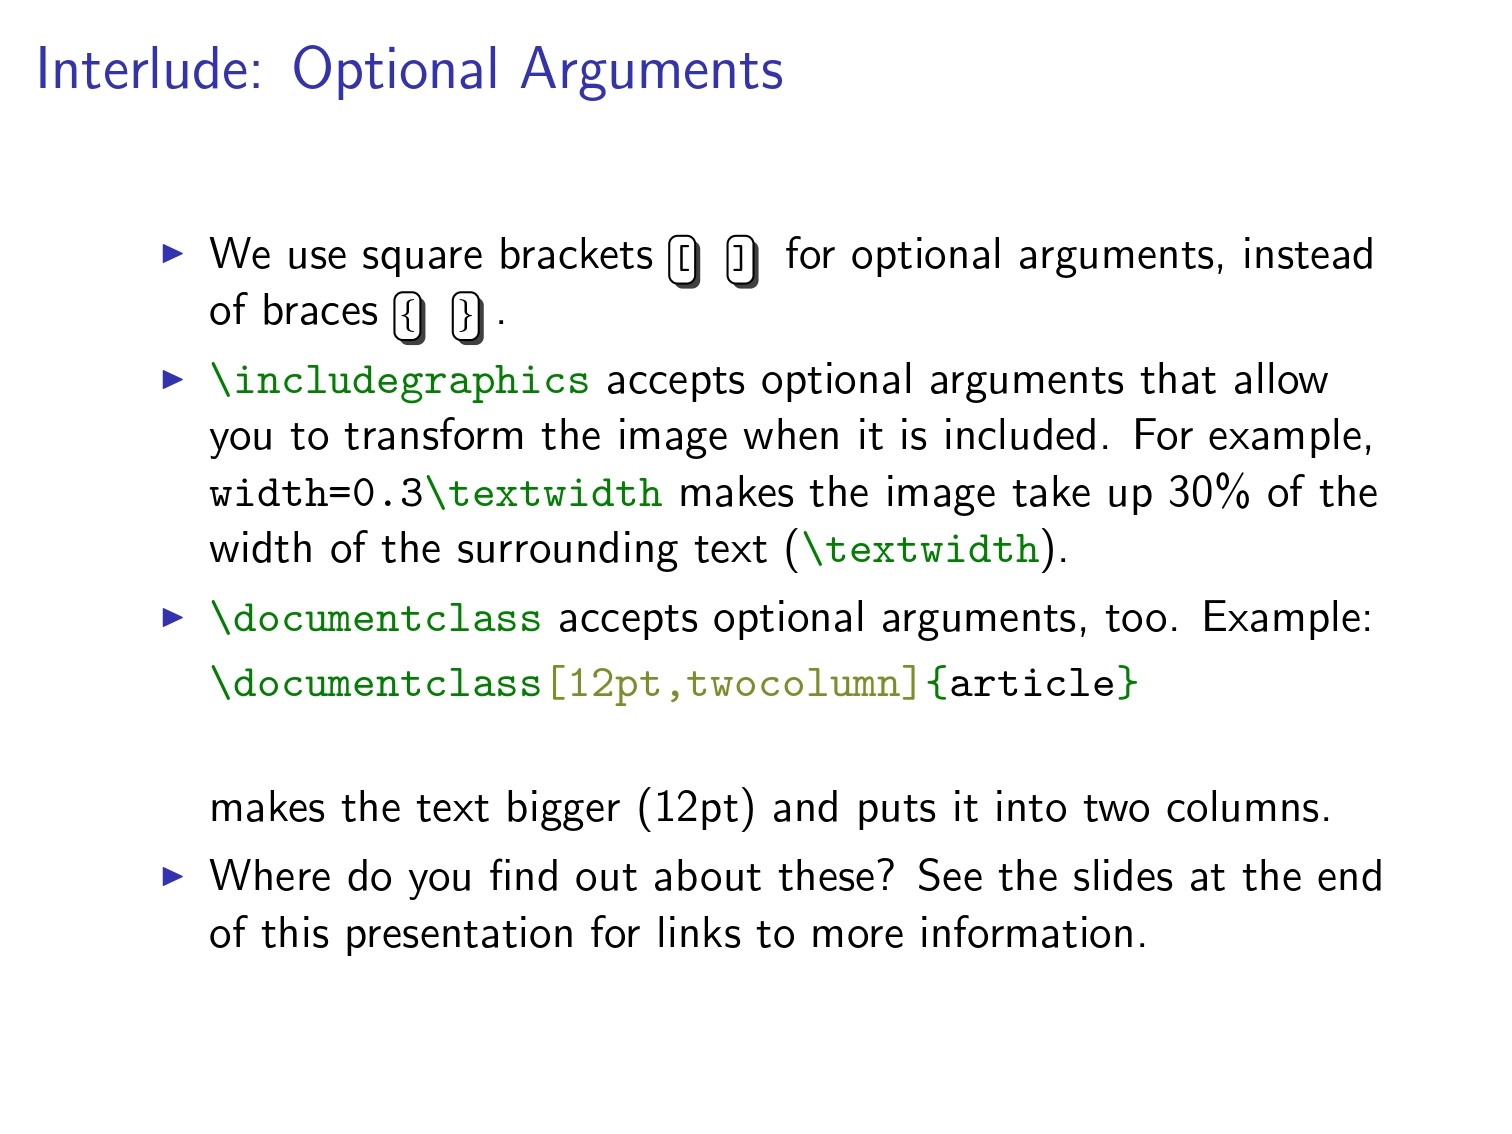 Interlude: Optional Arguments
▶ We use square brackets [ ] for optional arguments, instead
of braces { } .
▶ \includegraphics accepts optional arguments that allow
you to transform the image when it is included. For example,
width=0.3\textwidth makes the image take up 30% of the
width of the surrounding text (\textwidth).
▶ \documentclass accepts optional arguments, too. Example:
\documentclass[12pt,twocolumn]{article}
makes the text bigger (12pt) and puts it into two columns.
▶ Where do you find out about these? See the slides at the end
of this presentation for links to more information.